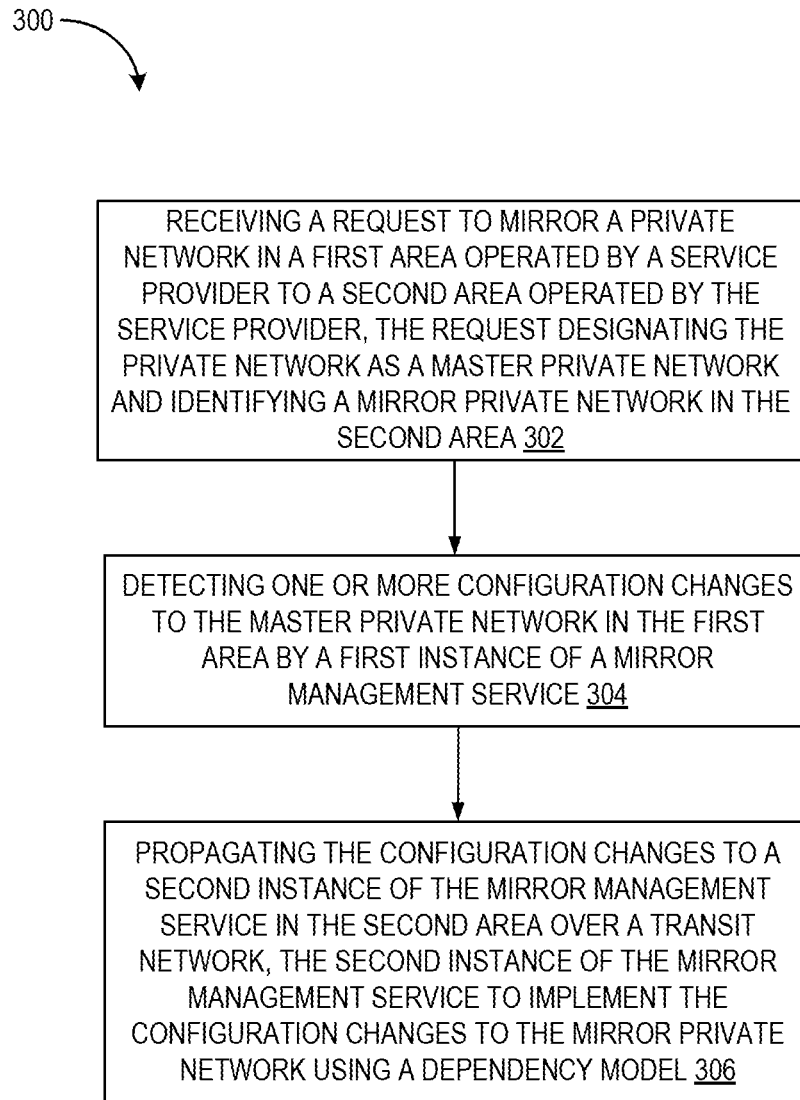 300
RECEIVING A REQUEST TO MIRROR A PRIVATE
NETWORK IN A FIRST AREA OPERATED BY A SERVICE
PROVIDER TO A SECOND AREA OPERATED BY THE
SERVICE PROVIDER, THE REQUEST DESIGNATING THE
PRIVATE NETWORK AS A MASTER PRIVATE NETWORK
AND IDENTIFYING A MIRROR PRIVATE NETWORK IN THE
SECOND AREA 302
DETECTING ONE OR MORE CONFIGURATION CHANGES
TO THE MASTER PRIVATE NETWORK IN THE FIRST
AREA BY A FIRST INSTANCE OF A MIRROR
MANAGEMENT SERVICE 304
PROPAGATING THE CONFIGURATION CHANGES TO A
SECOND INSTANCE OF THE MIRROR MANAGEMENT
SERVICE IN THE SECOND AREA OVER A TRANSIT
NETWORK, THE SECOND INSTANCE OF THE MIRROR
MANAGEMENT SERVICE TO IMPLEMENT THE
CONFIGURATION CHANGES TO THE MIRROR PRIVATE
NETWORK USING A DEPENDENCY MODEL 306